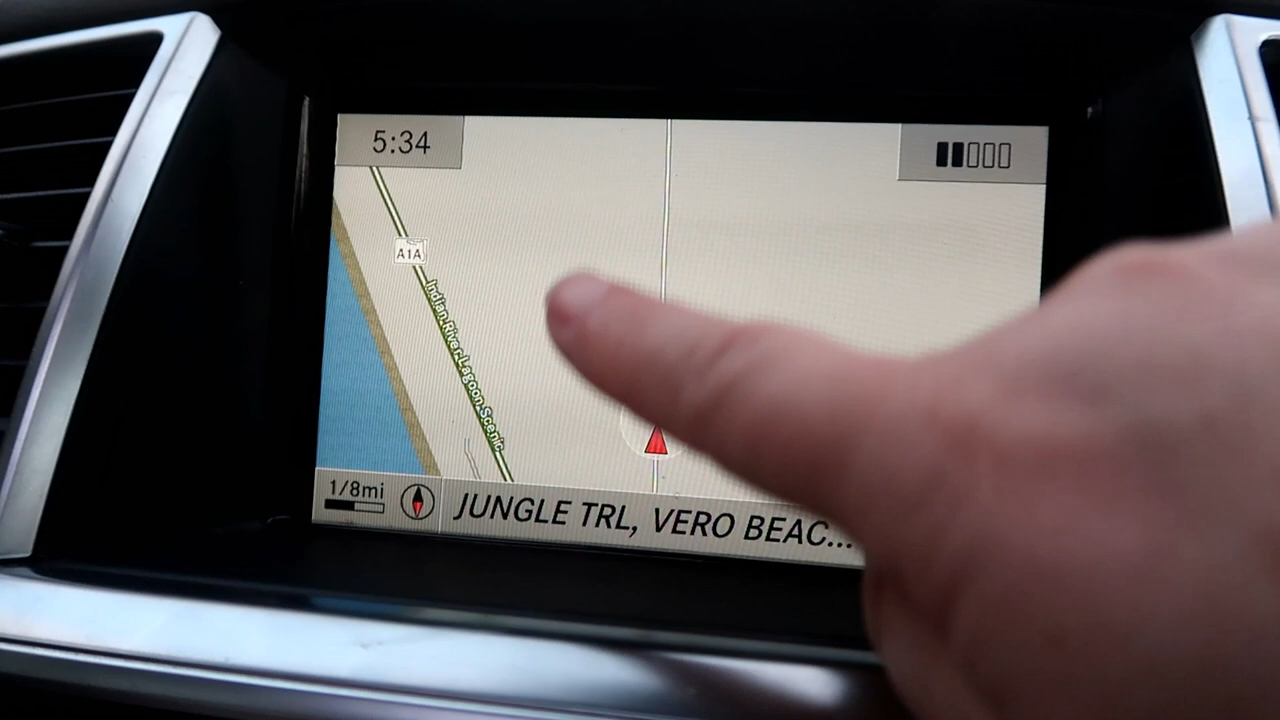 5:34
A1A
Indian River Lagoon Scenic
1/8mi
JUNGLE TRL, VERO BEAC...